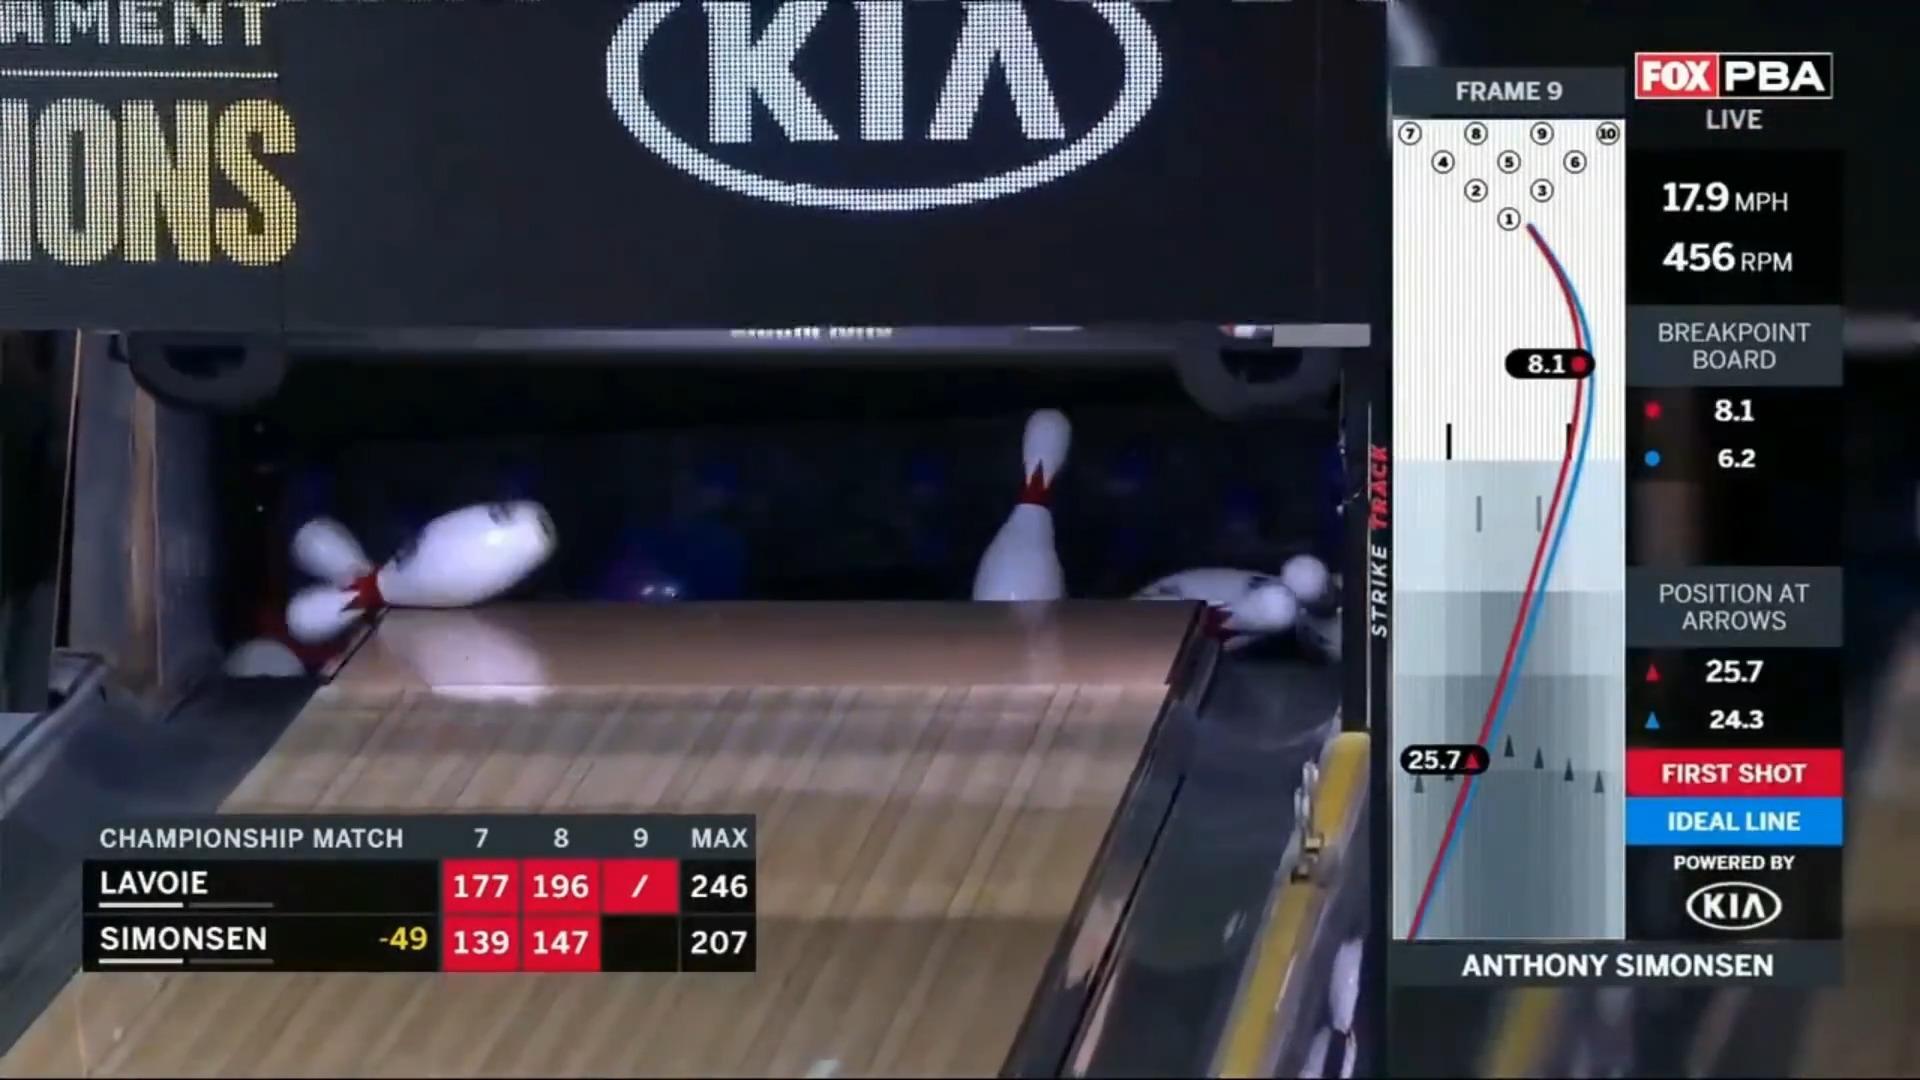 AMENT
IONS
KIA
FRAME 9
7 8 9 10
4 5 6
2 3
1
8.1
25.7
STRIKE TRACK
FOX PBA
LIVE
17.9 MPH
456 RPM
BREAKPOINT
BOARD
8.1
6.2
POSITION AT
ARROWS
25.7
24.3
FIRST SHOT
IDEAL LINE
POWERED BY
KIA
ANTHONY SIMONSEN
CHAMPIONSHIP MATCH 7 8 9 MAX
LAVOIE 177 196 / 246
SIMONSEN -49 139 147 207